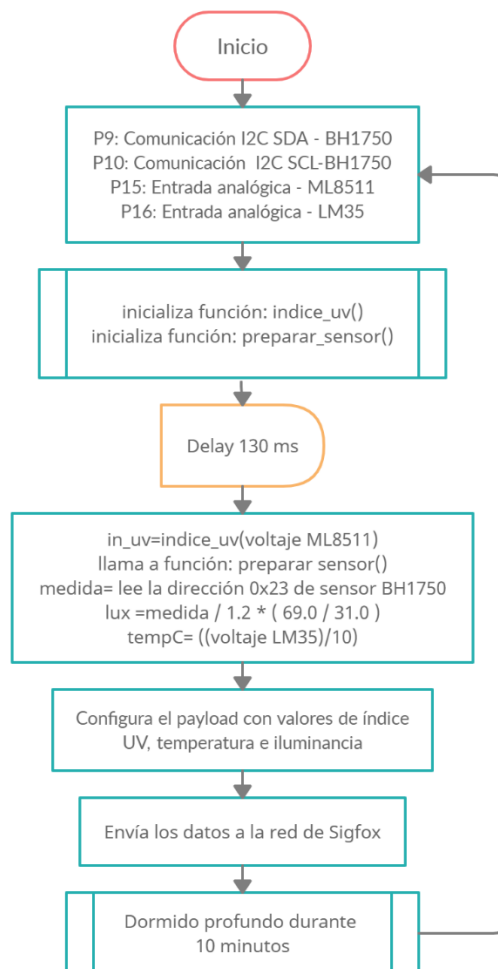 Inicio
P9: Comunicación I2C SDA - BH1750
P10: Comunicación I2C SCL-BH1750
P15: Entrada analógica - ML8511
P16: Entrada analógica - LM35
inicializa función: indice_uv()
inicializa función: preparar_sensor()
Delay 130 ms
in_uv=indice_uv(voltaje ML8511)
llama a función: preparar sensor()
medida= lee la dirección 0x23 de sensor BH1750
lux =medida / 1.2 * ( 69.0 / 31.0 )
tempC= ((voltaje LM35)/10)
Configura el payload con valores de índice
UV, temperatura e iluminancia
Envía los datos a la red de Sigfox
Dormido profundo durante
10 minutos